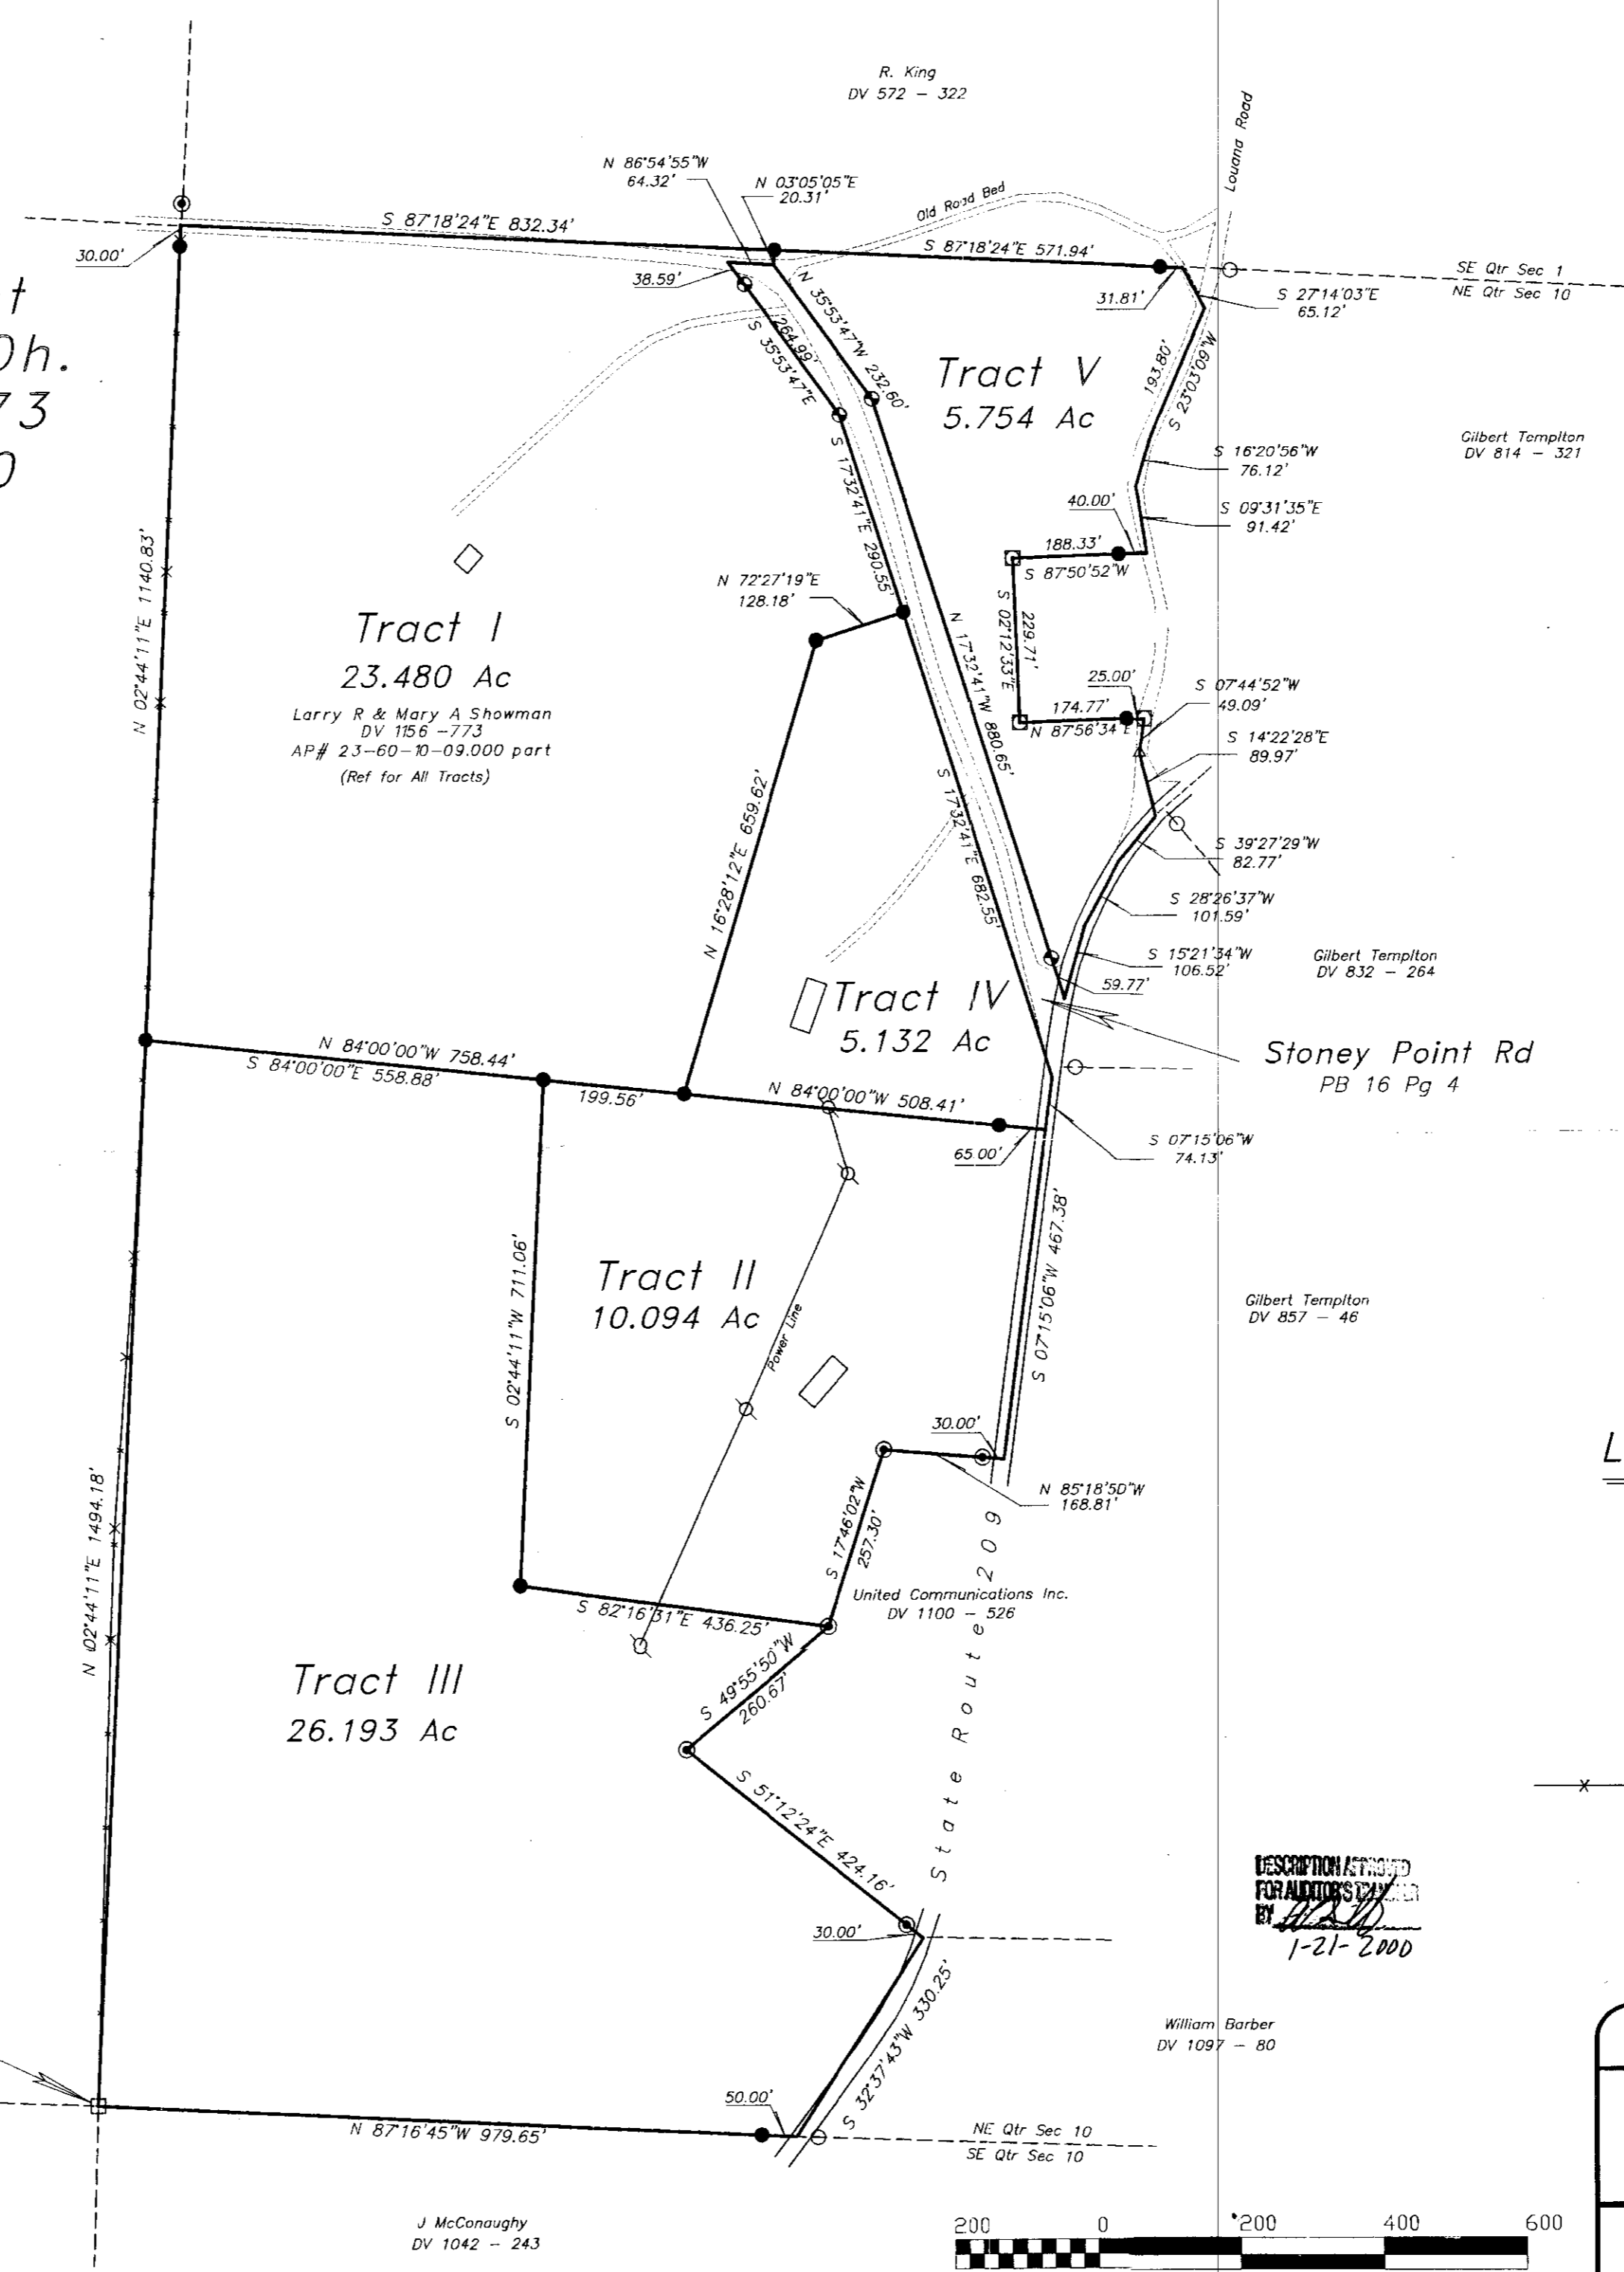 R. King
DV 572 - 322
Louana Road
Old Road Bed
N 86°54'55"W
64.32'
N 03°05'05"E
20.31'
S 87°18'24"E 832.34'
S 87°18'24"E 571.94'
30.00'
38.59'
31.81'
SE Qtr Sec 1
NE Qtr Sec 10
S 27°14'03"E
65.12'
t
Oh.
73
0
N 35°53'47"W 232.60'
264.99'
S 35°53'47"E
Tract V
5.754 Ac
193.80'
S 23°03'09"W
Gilbert Templton
DV 814 - 321
S 16°20'56"W
76.12'
40.00'
S 09°31'35"E
91.42'
S 17°32'41"E 290.55'
188.33'
S 87°50'52"W
N 02°44'11"E 1140.83'
N 72°27'19"E
128.18'
Tract I
23.480 Ac
Larry R & Mary A Showman
DV 1156 -773
AP# 23-60-10-09.000 part
(Ref for All Tracts)
229.71'
S 02°12'33"E
N 17°32'41"W 880.65'
25.00'
174.77'
N 87°56'34"E
S 07°44'52"W
49.09'
S 14°22'28"E
89.97'
S 39°27'29"W
82.77'
S 28°26'37"W
101.59'
N 16°28'12"E 659.62'
S 17°32'41"E 682.55'
S 15°21'34"W
106.52'
59.77'
Gilbert Templton
DV 832 - 264
Tract IV
5.132 Ac
Stoney Point Rd
PB 16 Pg 4
N 84°00'00"W 758.44'
S 84°00'00"E 558.88'
199.56'
N 84°00'00"W 508.41'
65.00'
S 07°15'06"W
74.13'
S 02°44'11"W 711.06'
Tract II
10.094 Ac
Power Line
S 07°15'06"W 467.38'
Gilbert Templton
DV 857 - 46
L
30.00'
N 85°18'50"W
168.81'
S 17°46'02"W
257.30'
N 02°44'11"E 1494.18'
United Communications Inc.
DV 1100 - 526
State Route 209
S 82°16'31"E 436.25'
S 49°55'50"W
260.67'
Tract III
26.193 Ac
S 51°12'24"E 424.16'
30.00'
DESCRIPTION APPROVED
FOR AUDITOR'S TRANSFER
BY
1-21-2000
S 32°37'43"W 330.25'
William Barber
DV 1097 - 80
50.00'
N 87°16'45"W 979.65'
NE Qtr Sec 10
SE Qtr Sec 10
J McConaughy
DV 1042 - 243
200 0 200 400 600